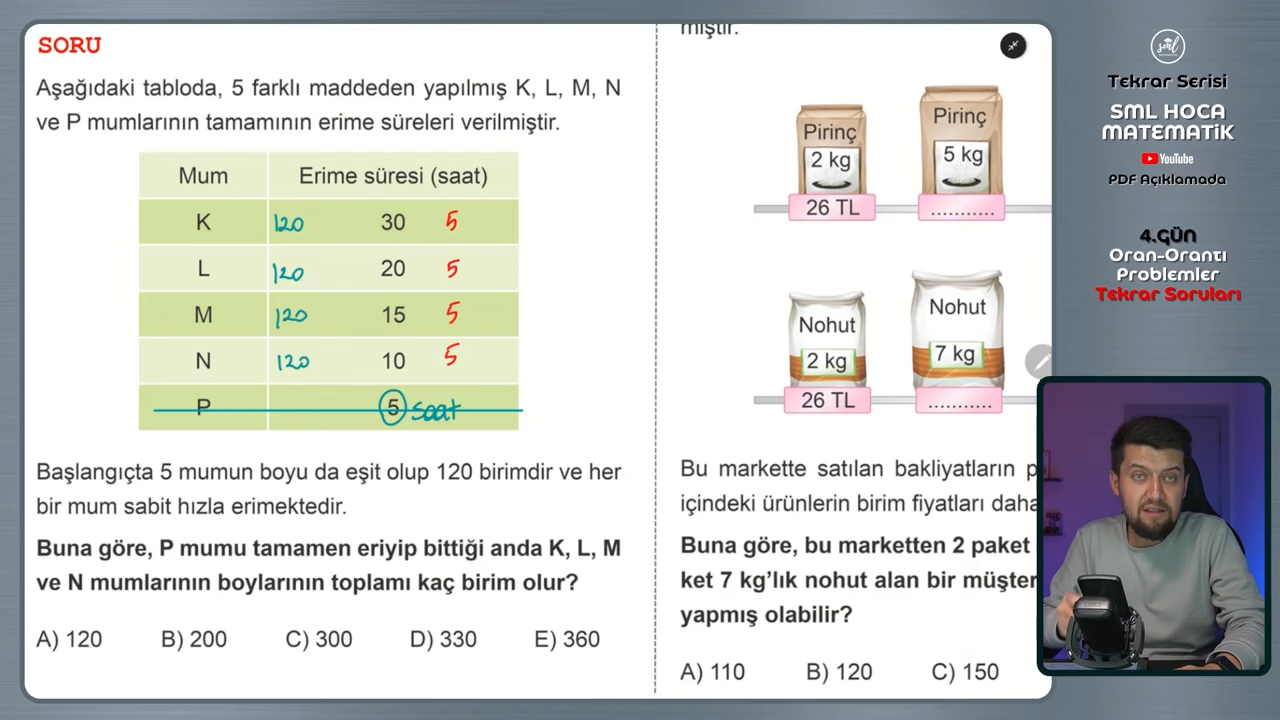 SORU
Aşağıdaki tabloda, 5 farklı maddeden yapılmış K, L, M, N
ve P mumlarının tamamının erime süreleri verilmiştir.
Mum Erime süresi (saat)
K 120 30 5
L 120 20 5
M 120 15 5
N 120 10 5
P 5 saat
Başlangıçta 5 mumun boyu da eşit olup 120 birimdir ve her
bir mum sabit hızla erimektedir.
Buna göre, P mumu tamamen eriyip bittiği anda K, L, M
ve N mumlarının boylarının toplamı kaç birim olur?
A) 120 B) 200 C) 300 D) 330 E) 360
mıştır.
Pirinç
2 kg
26 TL
Pirinç
5 kg
...........
Nohut
2 kg
26 TL
Nohut
7 kg
...........
Bu markette satılan bakliyatların p
içindeki ürünlerin birim fiyatları daha
Buna göre, bu marketten 2 paket
ket 7 kg'lık nohut alan bir müşter
yapmış olabilir?
A) 110 B) 120 C) 150
sml
Tekrar Serisi
SML HOCA
MATEMATİK
YouTube
PDF Açıklamada
4.GÜN
Oran-Orantı
Problemler
Tekrar Soruları